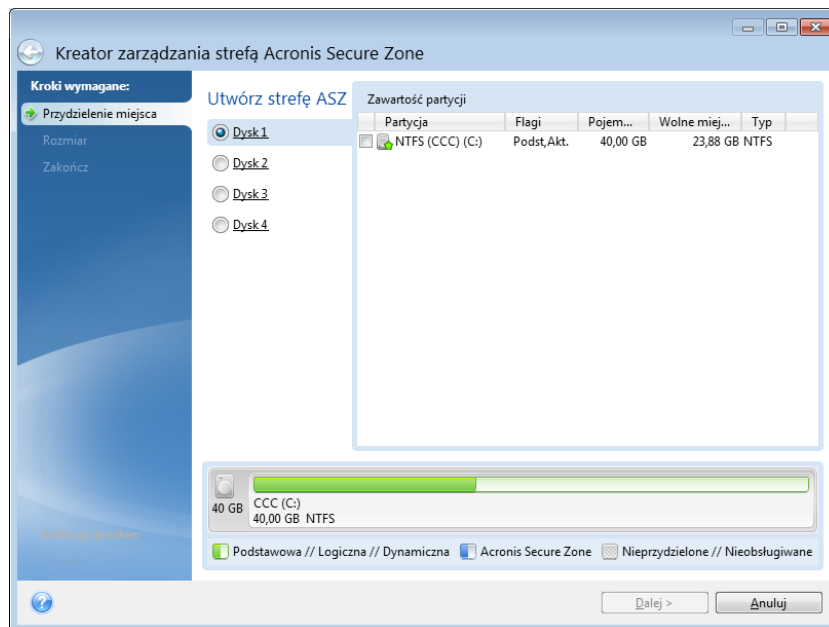 Kreator zarządzania strefą Acronis Secure Zone
Kroki wymagane:
Przydzielenie miejsca
Rozmiar
Zakończ
Utwórz strefę ASZ
Dysk 1
Dysk 2
Dysk 3
Dysk 4
Zawartość partycji
Partycja Flagi Pojem... Wolne miej... Typ
NTFS (CCC) (C:) Podst,Akt. 40,00 GB 23,88 GB NTFS
40 GB
CCC (C:)
40,00 GB NTFS
Podstawowa // Logiczna // Dynamiczna Acronis Secure Zone Nieprzydzielone // Nieobsługiwane
Dalej > Anuluj